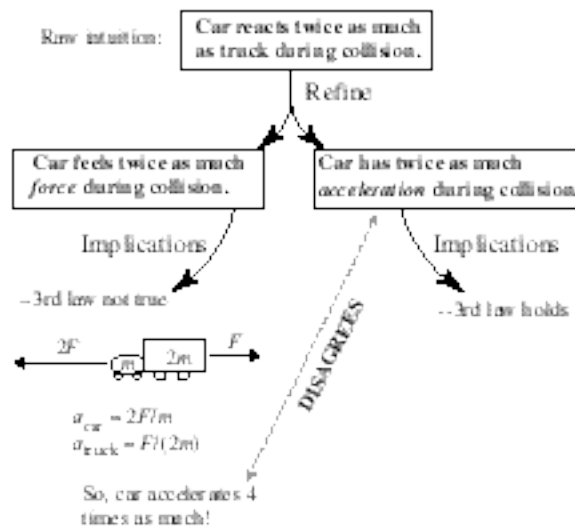 Raw intuition:
Car reacts twice as much
as truck during collision.
Refine
Car feels twice as much
force during collision.
Car has twice as much
acceleration during collision.
Implications
Implications
--3rd law not true
--3rd law holds
2F
m
2m
F
DISAGREES
a_car = 2F/m
a_truck = F/(2m)
So, car accelerates 4
times as much!